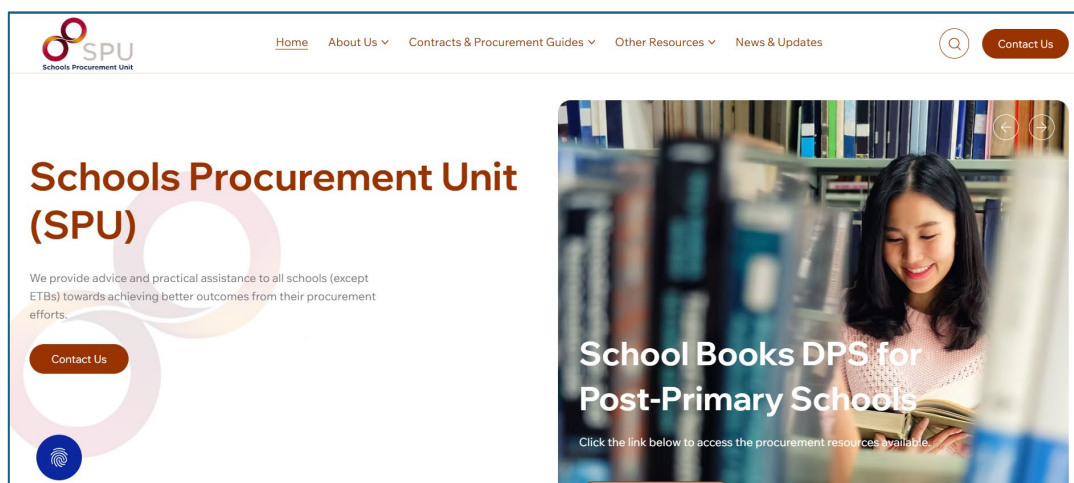 SPU
Schools Procurement Unit
Home About Us Contracts & Procurement Guides Other Resources News & Updates
Contact Us
Schools Procurement Unit
(SPU)
We provide advice and practical assistance to all schools (except
ETBs) towards achieving better outcomes from their procurement
efforts.
Contact Us
School Books DPS for
Post-Primary Schools
Click the link below to access the procurement resources available.